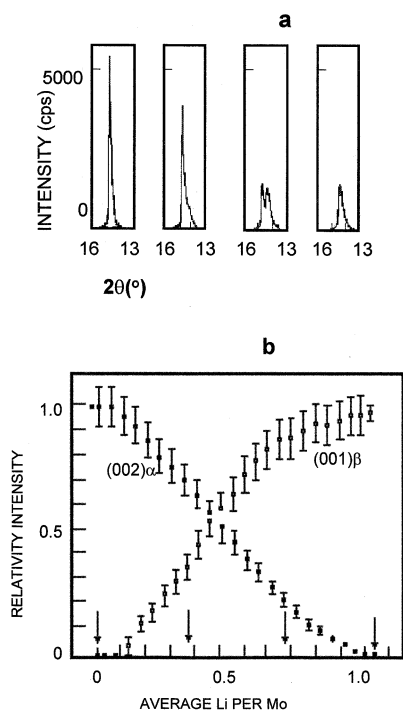 a
INTENSITY (cps)
5000
0
16 13 16 13 16 13 16 13
2θ(o)
b
1.0
(002)α
(001)β
RELATIVITY INTENSITY
0.5
0
0 0.5 1.0
AVERAGE Li PER Mo